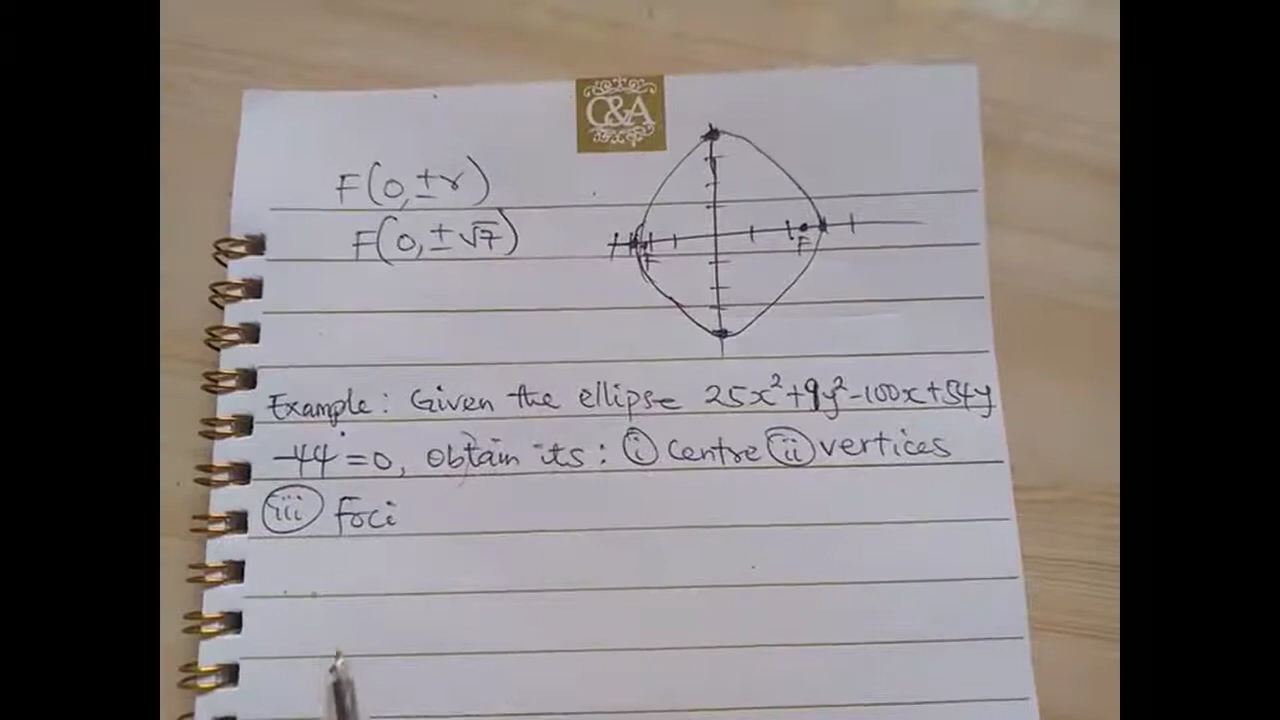 C&A
F(0, ±r)
F(0, ±√7)
F F
Example: Given the ellipse 25x²+9y²-100x+54y
-44=0, obtain its: (i) Centre (ii) vertices
(iii) Foci